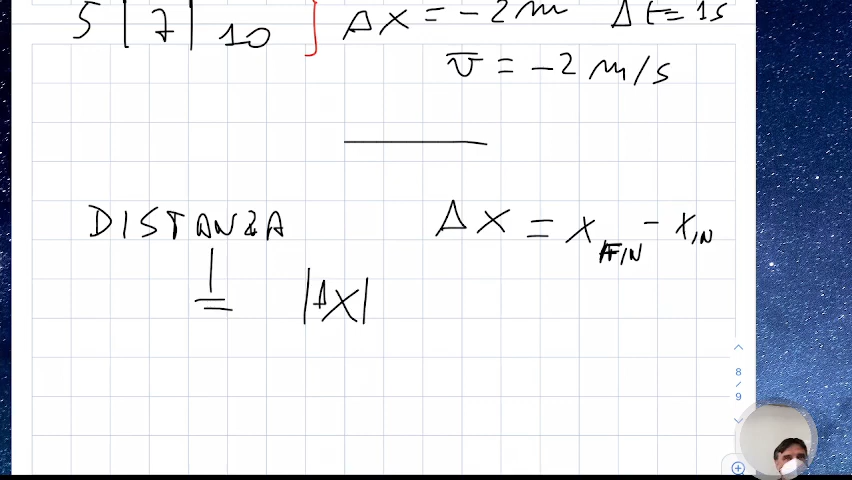 5 | 7 | 10 ] Δx = -2 m Δt = 1s
v̅ = -2 m/s
DISTANZA Δx = x_FIN - x_IN
|Δx|
8
/
9